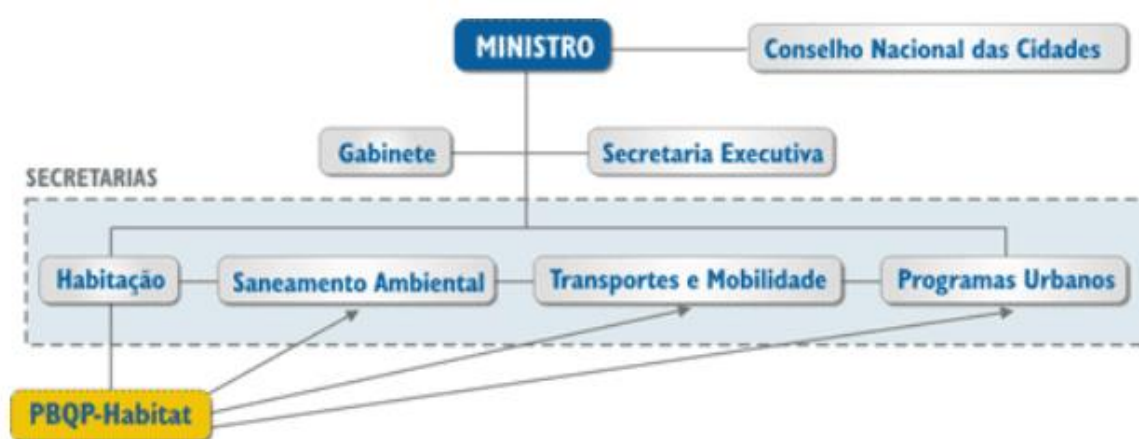 MINISTRO
Conselho Nacional das Cidades
Gabinete
Secretaria Executiva
SECRETARIAS
Habitação
Saneamento Ambiental
Transportes e Mobilidade
Programas Urbanos
PBQP-Habitat